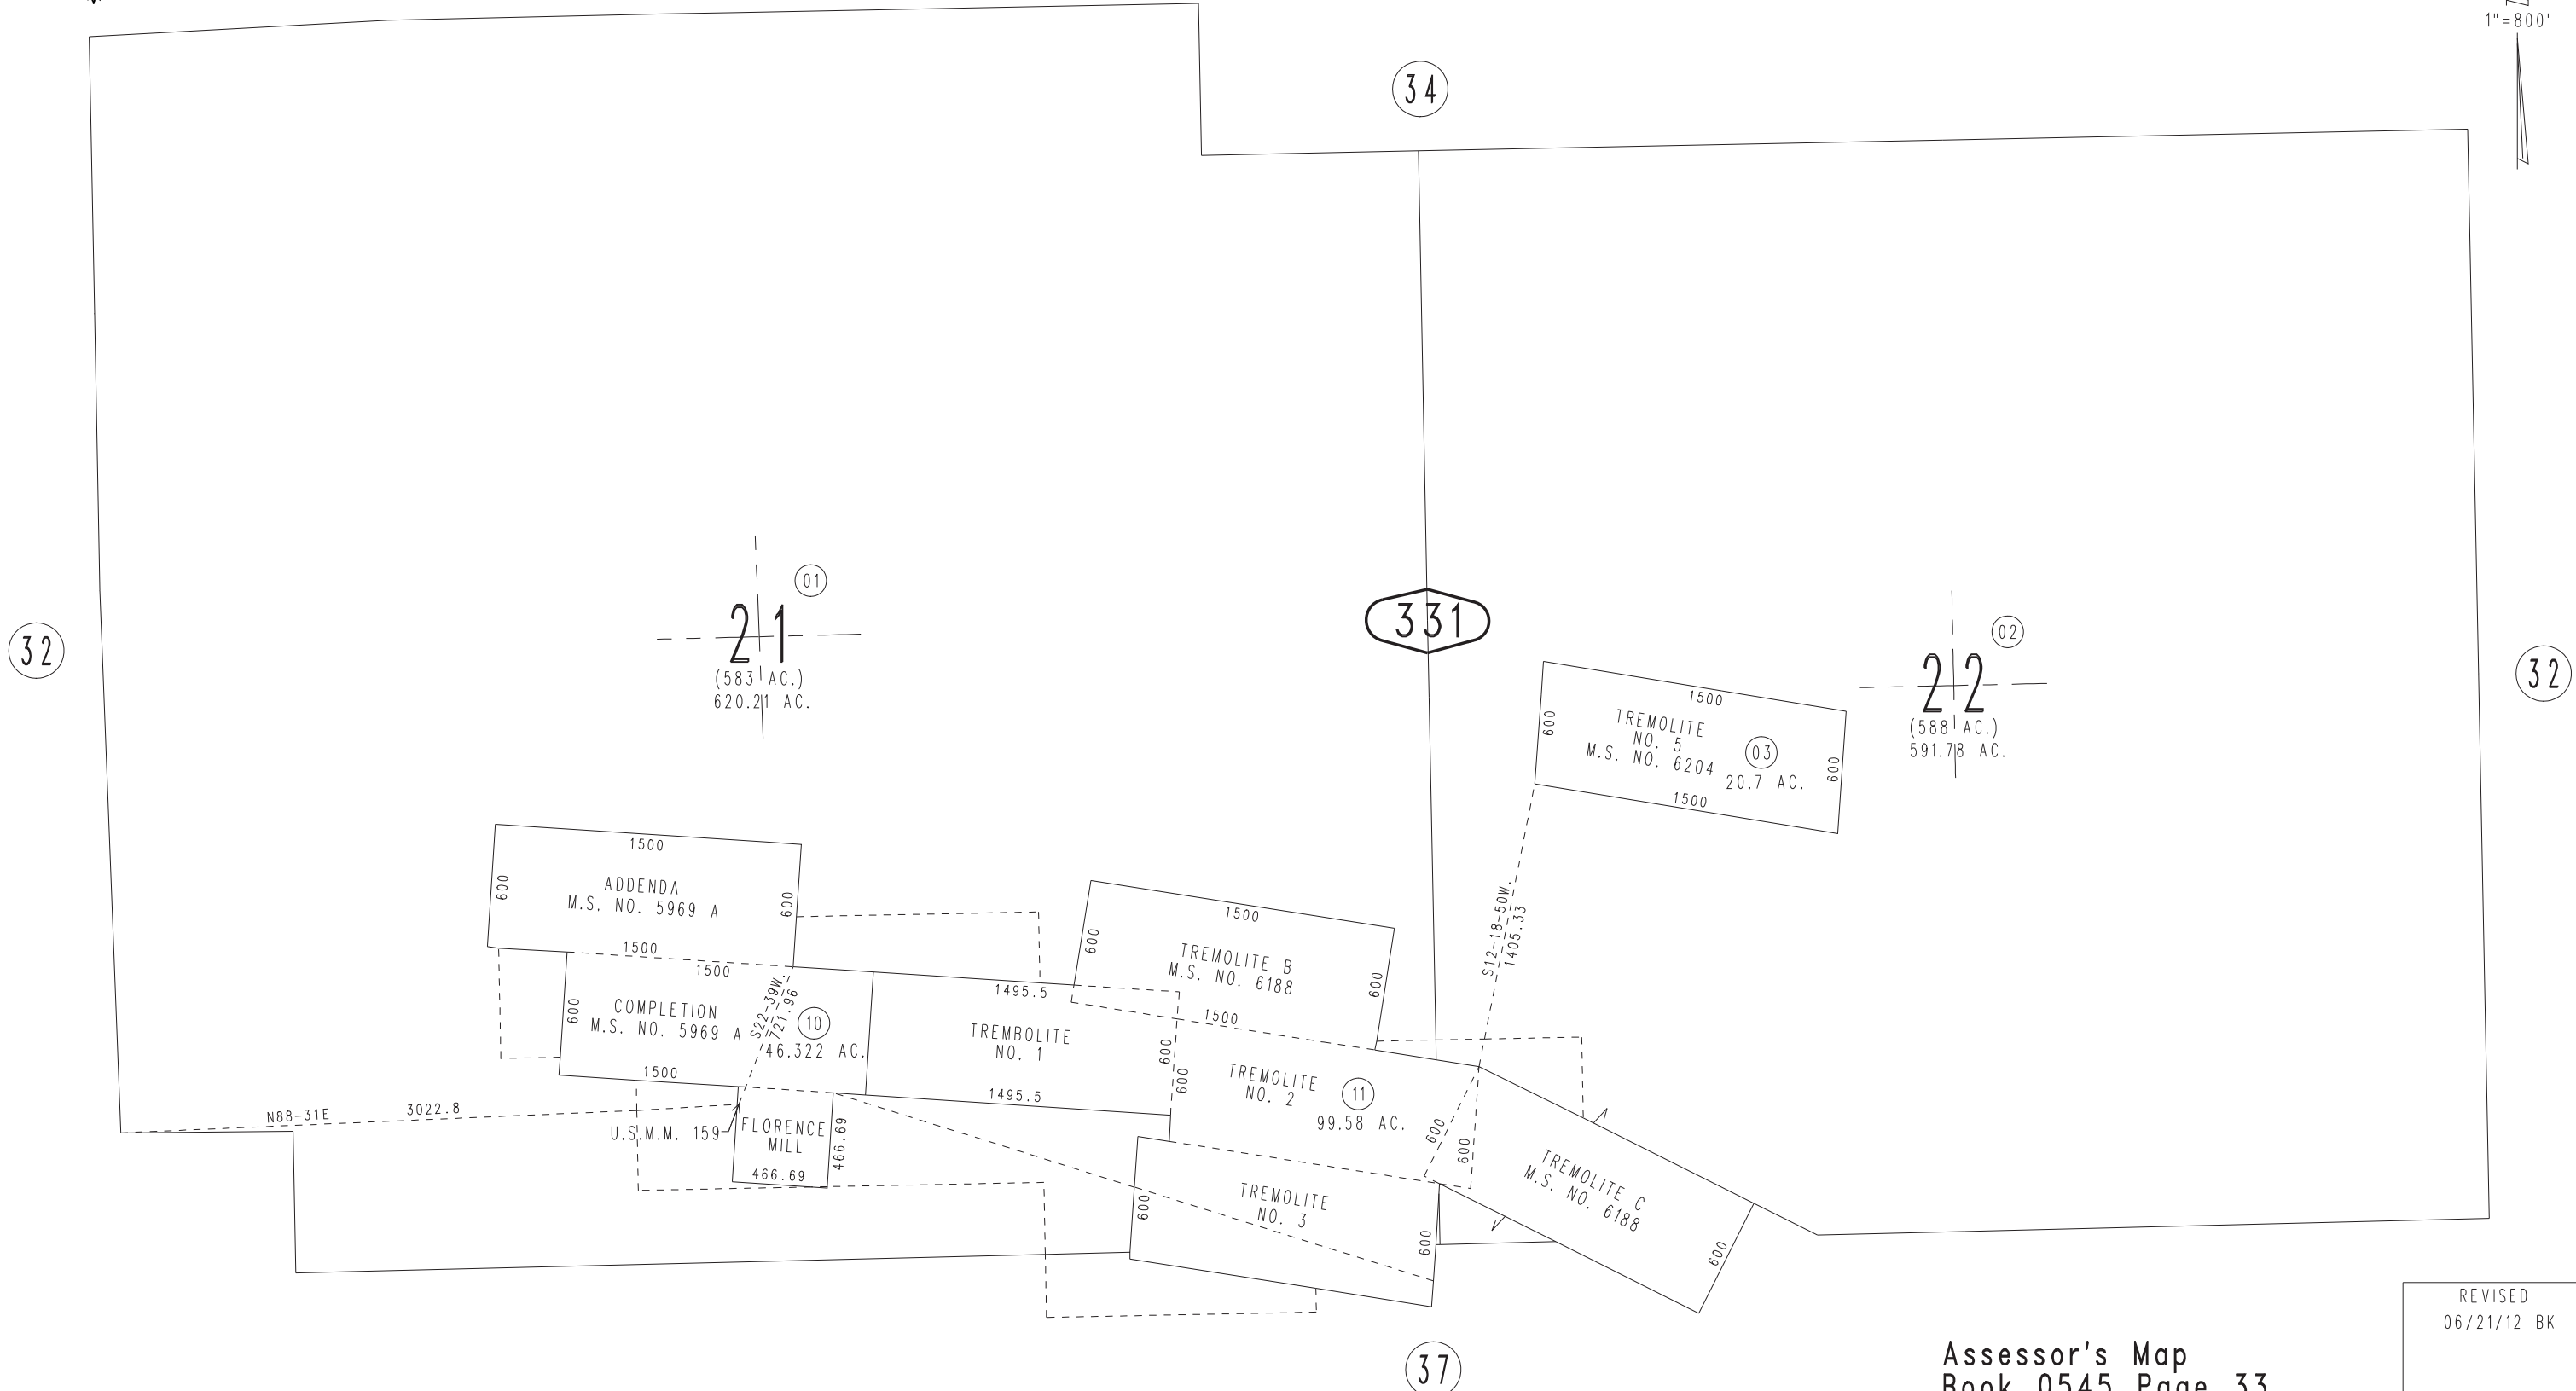 1"=800'
34
01
21
(583 AC.)
620.21 AC.
32
331
02
22
(588 AC.)
591.78 AC.
32
1500
600
TREMOLITE
NO. 5
M.S. NO. 6204
03
20.7 AC.
600
1500
S12-18-50W.
1405.33
1500
600
ADDENDA
M.S. NO. 5969 A
600
1500
1500
600
COMPLETION
M.S. NO. 5969 A
S22-39W.
721.96
10
46.322 AC.
1500
1495.5
TREMBOLITE
NO. 1
600
1495.5
1500
600
TREMOLITE B
M.S. NO. 6188
600
1500
600
TREMOLITE
NO. 2
11
99.58 AC.
600
600
N88-31E
3022.8
U.S.M.M. 159
FLORENCE
MILL
466.69
466.69
TREMOLITE
NO. 3
600
600
TREMOLITE C
M.S. NO. 6188
600
37
REVISED
06/21/12 BK
Assessor's Map
Book 0545 Page 33